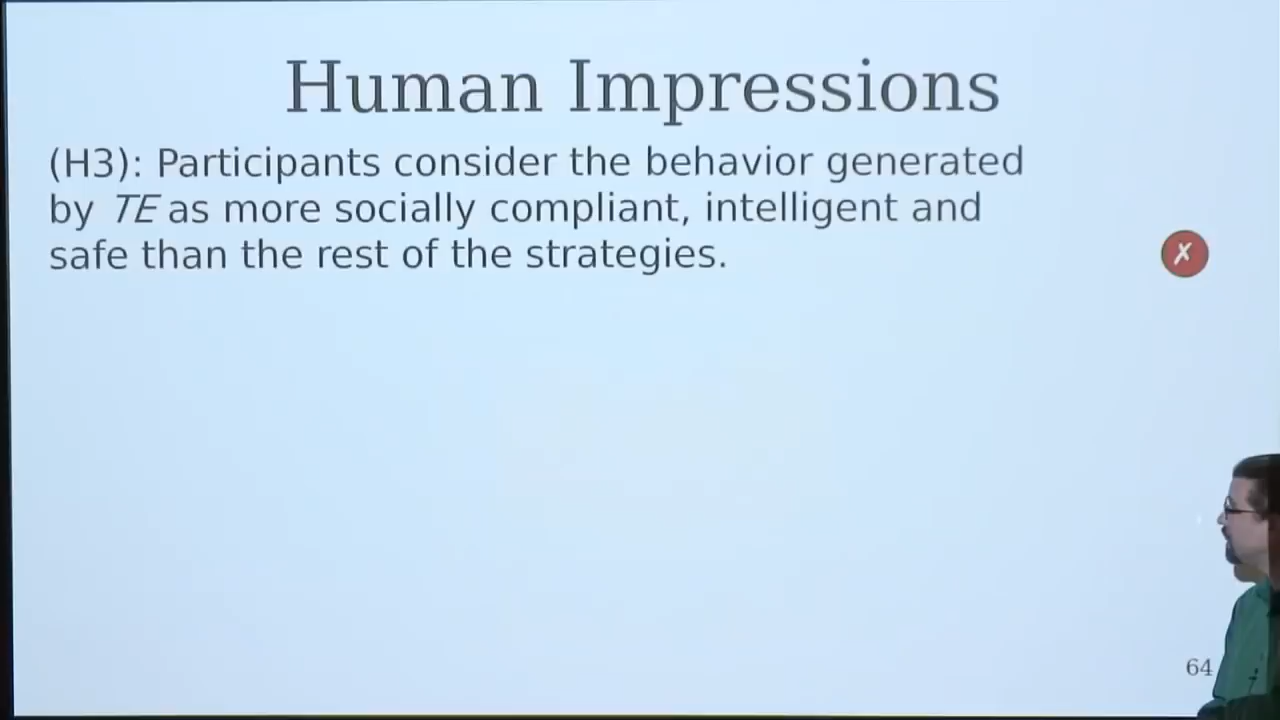 Human Impressions
(H3): Participants consider the behavior generated
by TE as more socially compliant, intelligent and
safe than the rest of the strategies.
✗
64